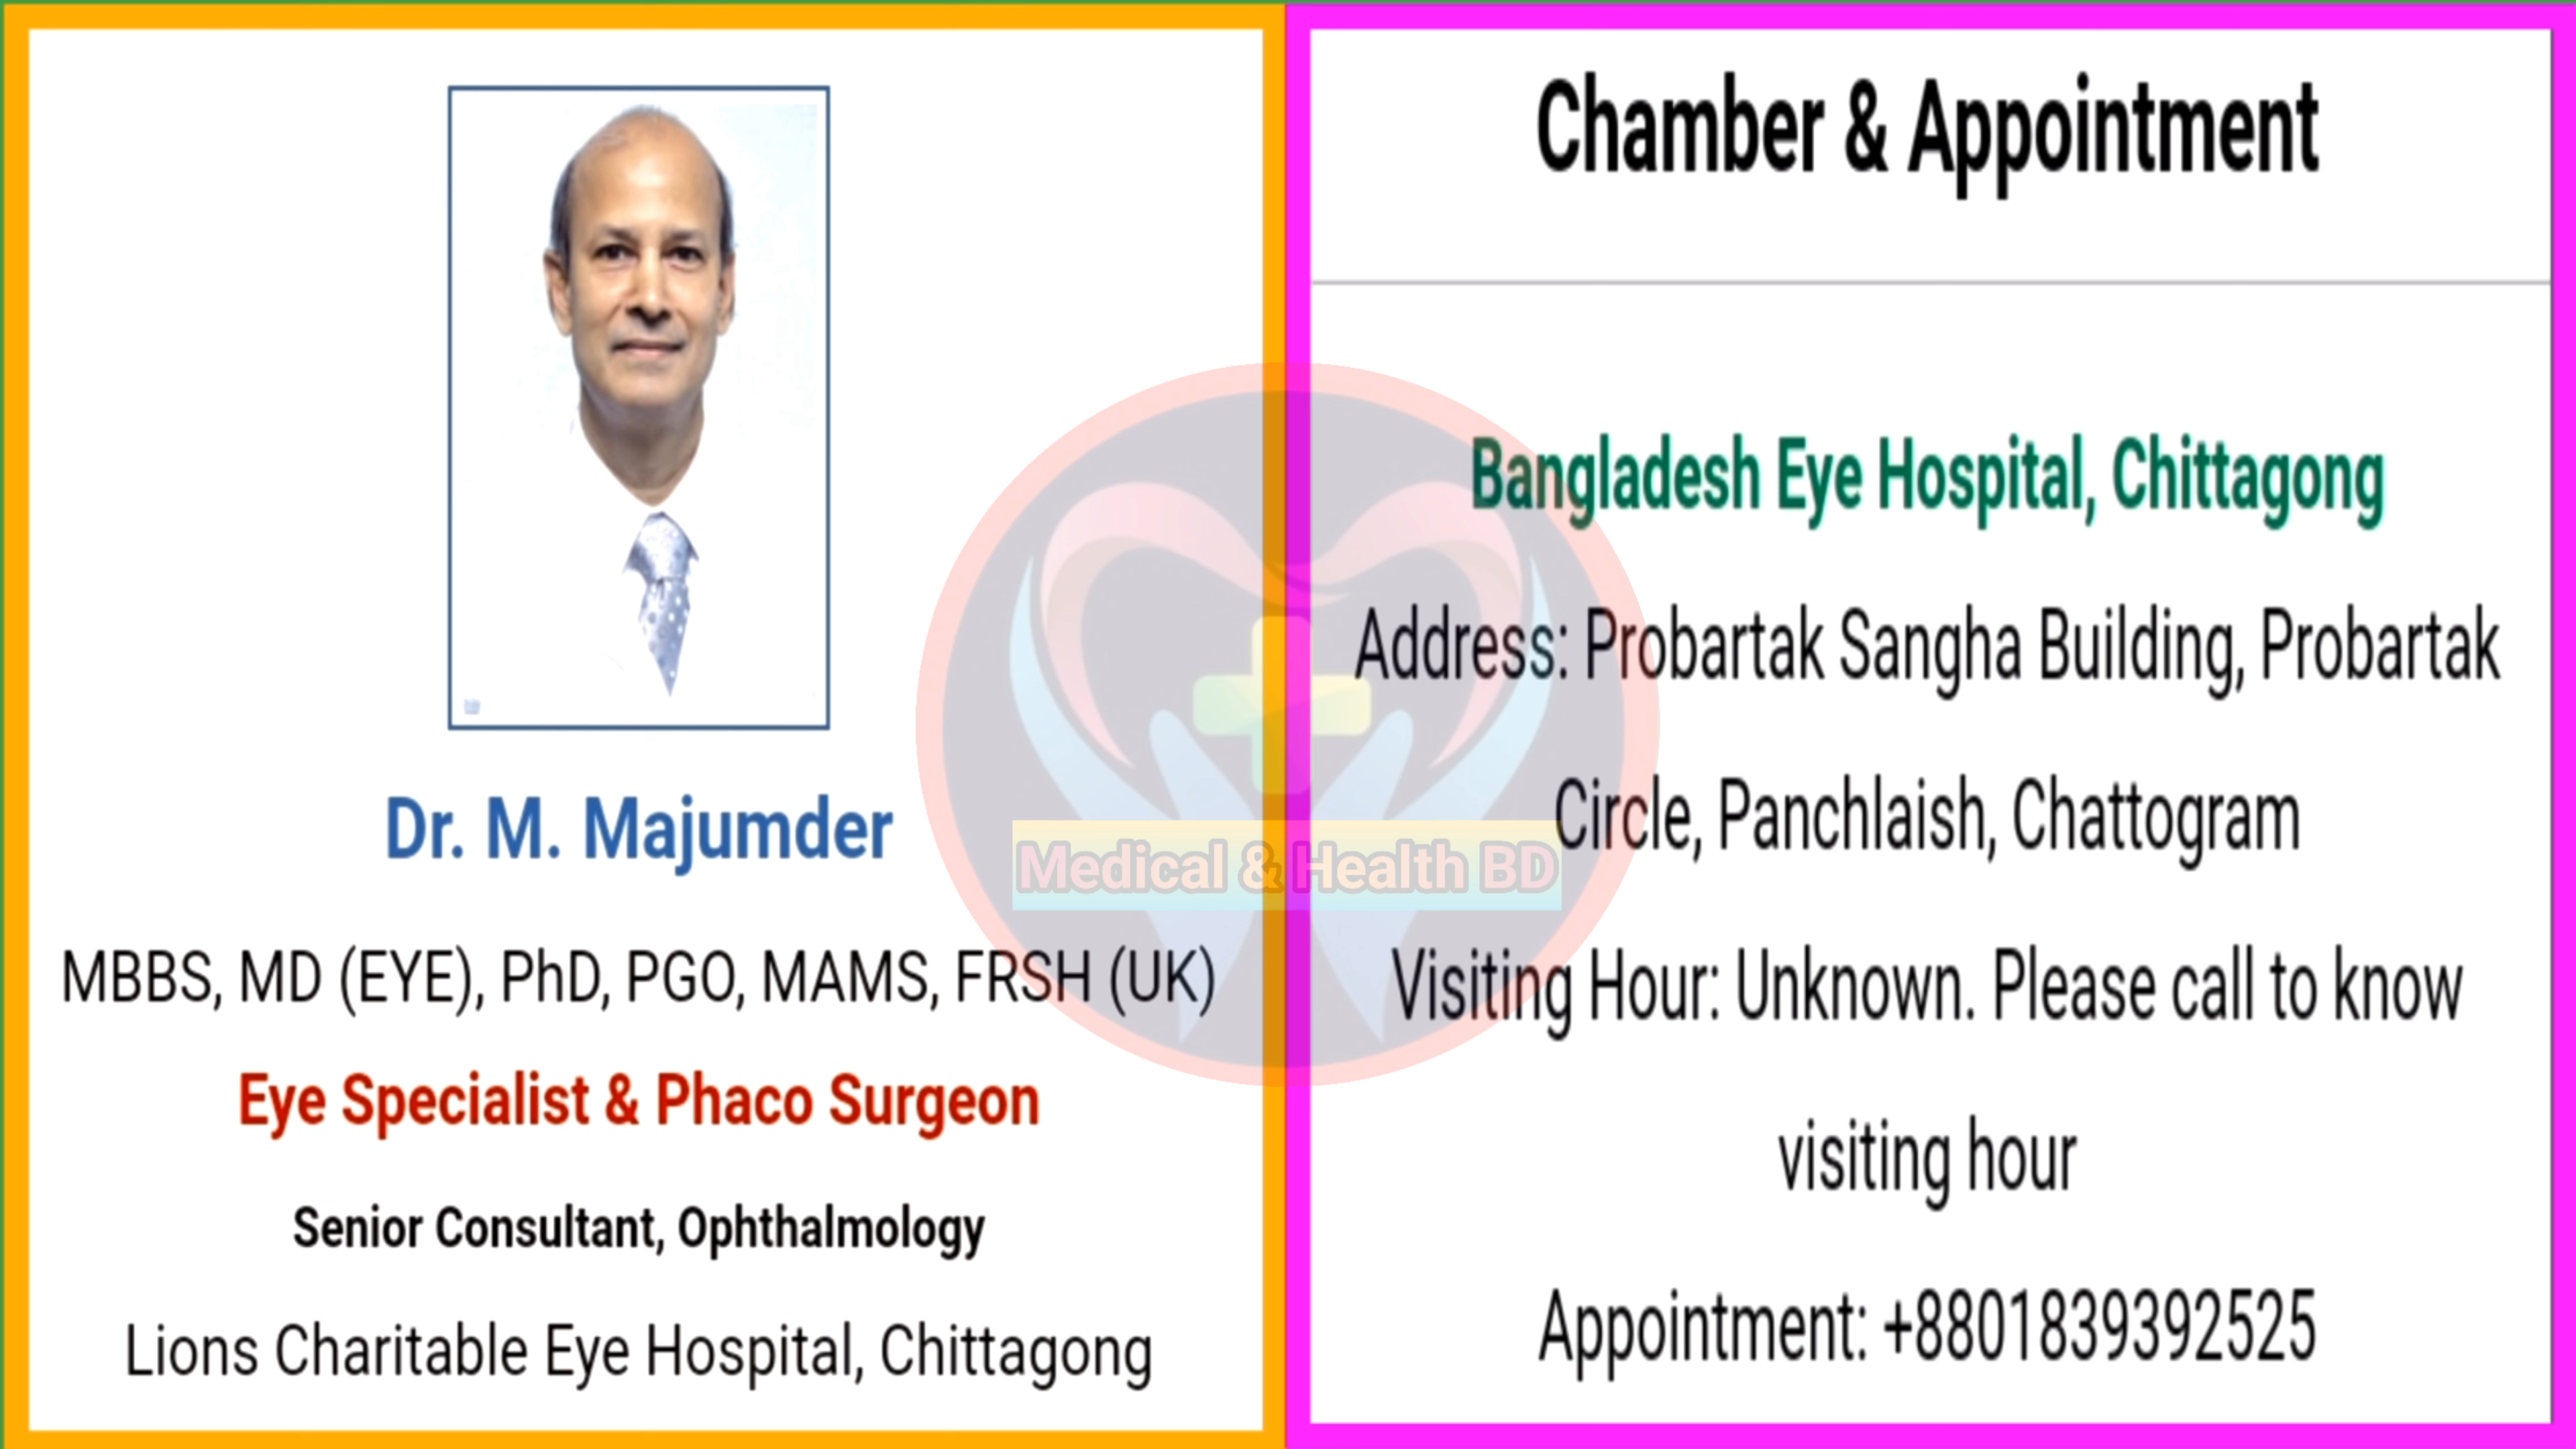 Dr. M. Majumder
MBBS, MD (EYE), PhD, PGO, MAMS, FRSH (UK)
Eye Specialist & Phaco Surgeon
Senior Consultant, Ophthalmology
Lions Charitable Eye Hospital, Chittagong
Chamber & Appointment
Bangladesh Eye Hospital, Chittagong
Address: Probartak Sangha Building, Probartak
Circle, Panchlaish, Chattogram
Visiting Hour: Unknown. Please call to know
visiting hour
Appointment: +8801839392525
Medical & Health BD